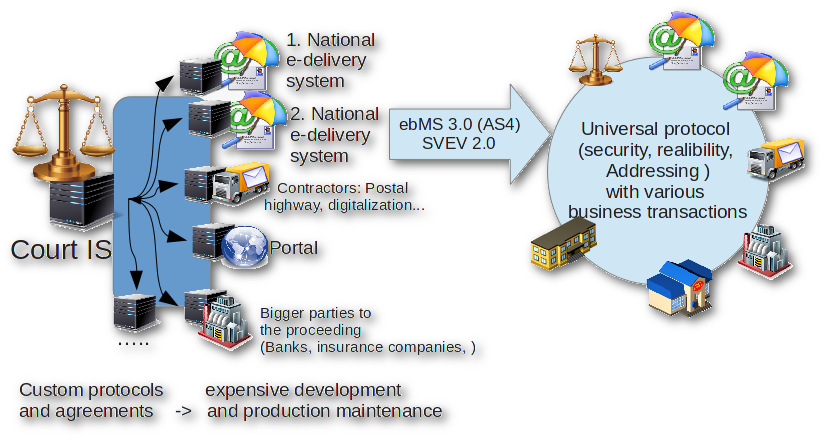 1. National
e-delivery
system
2. National
e-delivery
system
Contractors: Postal
highway, digitalization...
Court IS
Portal
.....
Bigger parties to
the proceeding
(Banks, insurance companies, )
Custom protocols
and agreements -> expensive development
and production maintenance
ebMS 3.0 (AS4)
SVEV 2.0
Universal protocol
(security, realibility,
Addressing )
with various
business transactions